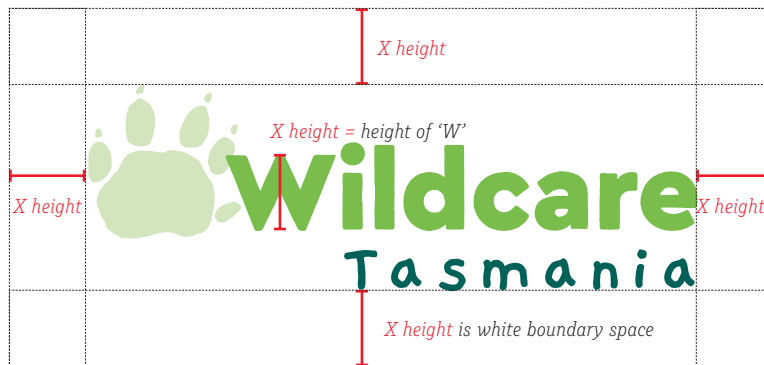 X height
X height = height of ‘W’
Wildcare
X height
X height
Tasmania
X height is white boundary space